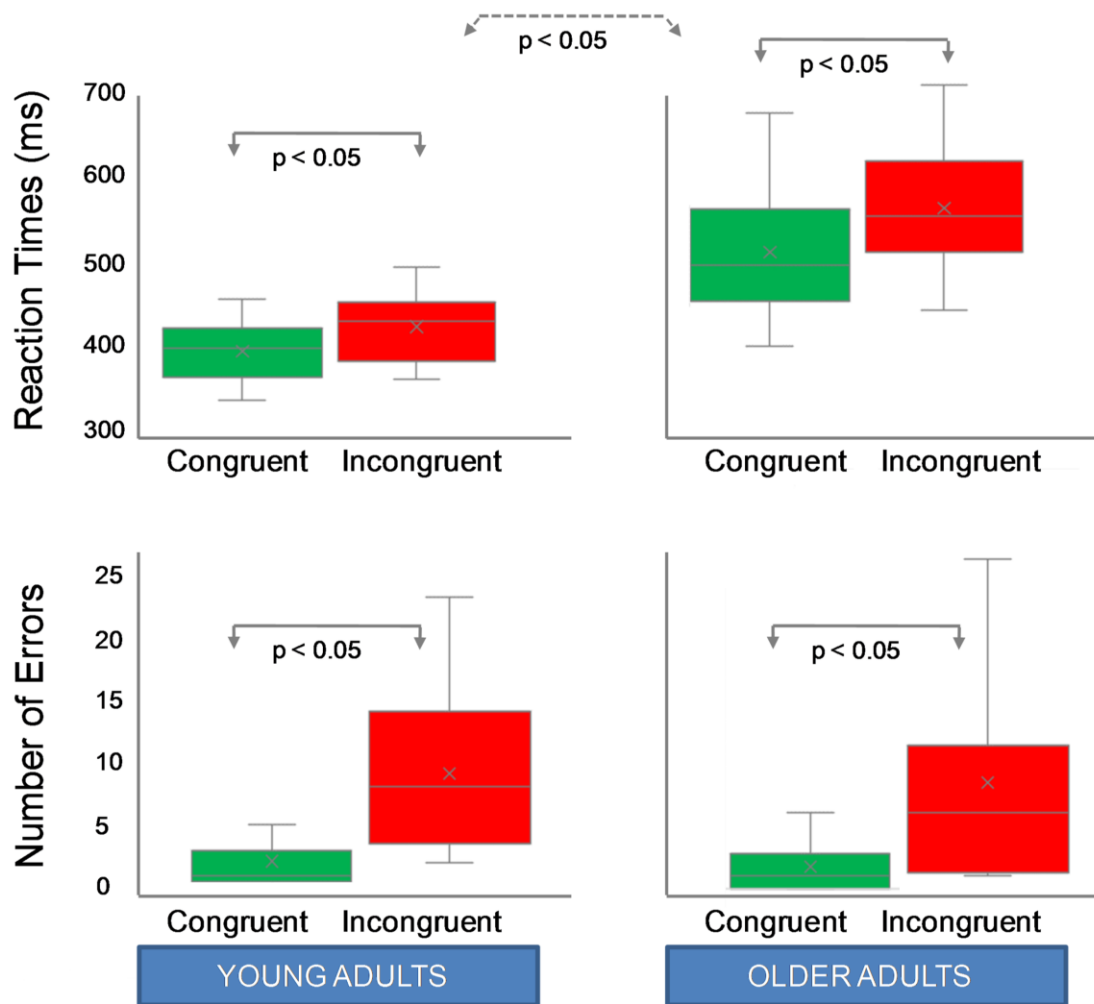 p < 0.05
p < 0.05
p < 0.05
Reaction Times (ms)
700
600
500
400
300
Congruent Incongruent
Congruent Incongruent
Number of Errors
25
20
15
10
5
0
p < 0.05
p < 0.05
Congruent Incongruent
Congruent Incongruent
YOUNG ADULTS
OLDER ADULTS